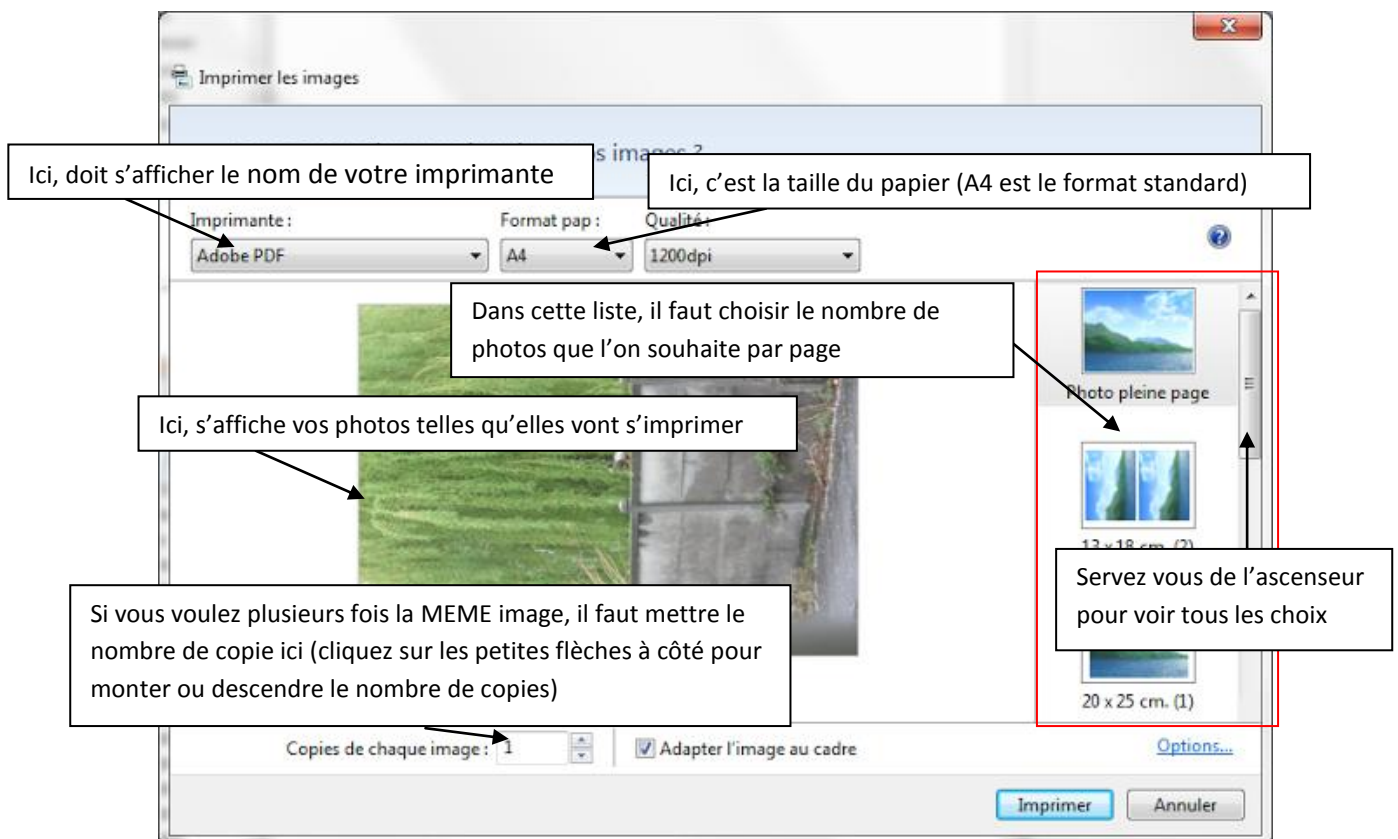 Imprimer les images
s images ?
Ici, doit s’afficher le nom de votre imprimante
Ici, c’est la taille du papier (A4 est le format standard)
Imprimante :
Format pap :
Qualité :
Adobe PDF
A4
1200dpi
Dans cette liste, il faut choisir le nombre de
photos que l’on souhaite par page
Photo pleine page
Ici, s’affiche vos photos telles qu’elles vont s’imprimer
13 x 18 cm. (2)
Servez vous de l’ascenseur
pour voir tous les choix
Si vous voulez plusieurs fois la MEME image, il faut mettre le
nombre de copie ici (cliquez sur les petites flèches à côté pour
monter ou descendre le nombre de copies)
20 x 25 cm. (1)
Copies de chaque image : 1
Adapter l'image au cadre
Options...
Imprimer
Annuler